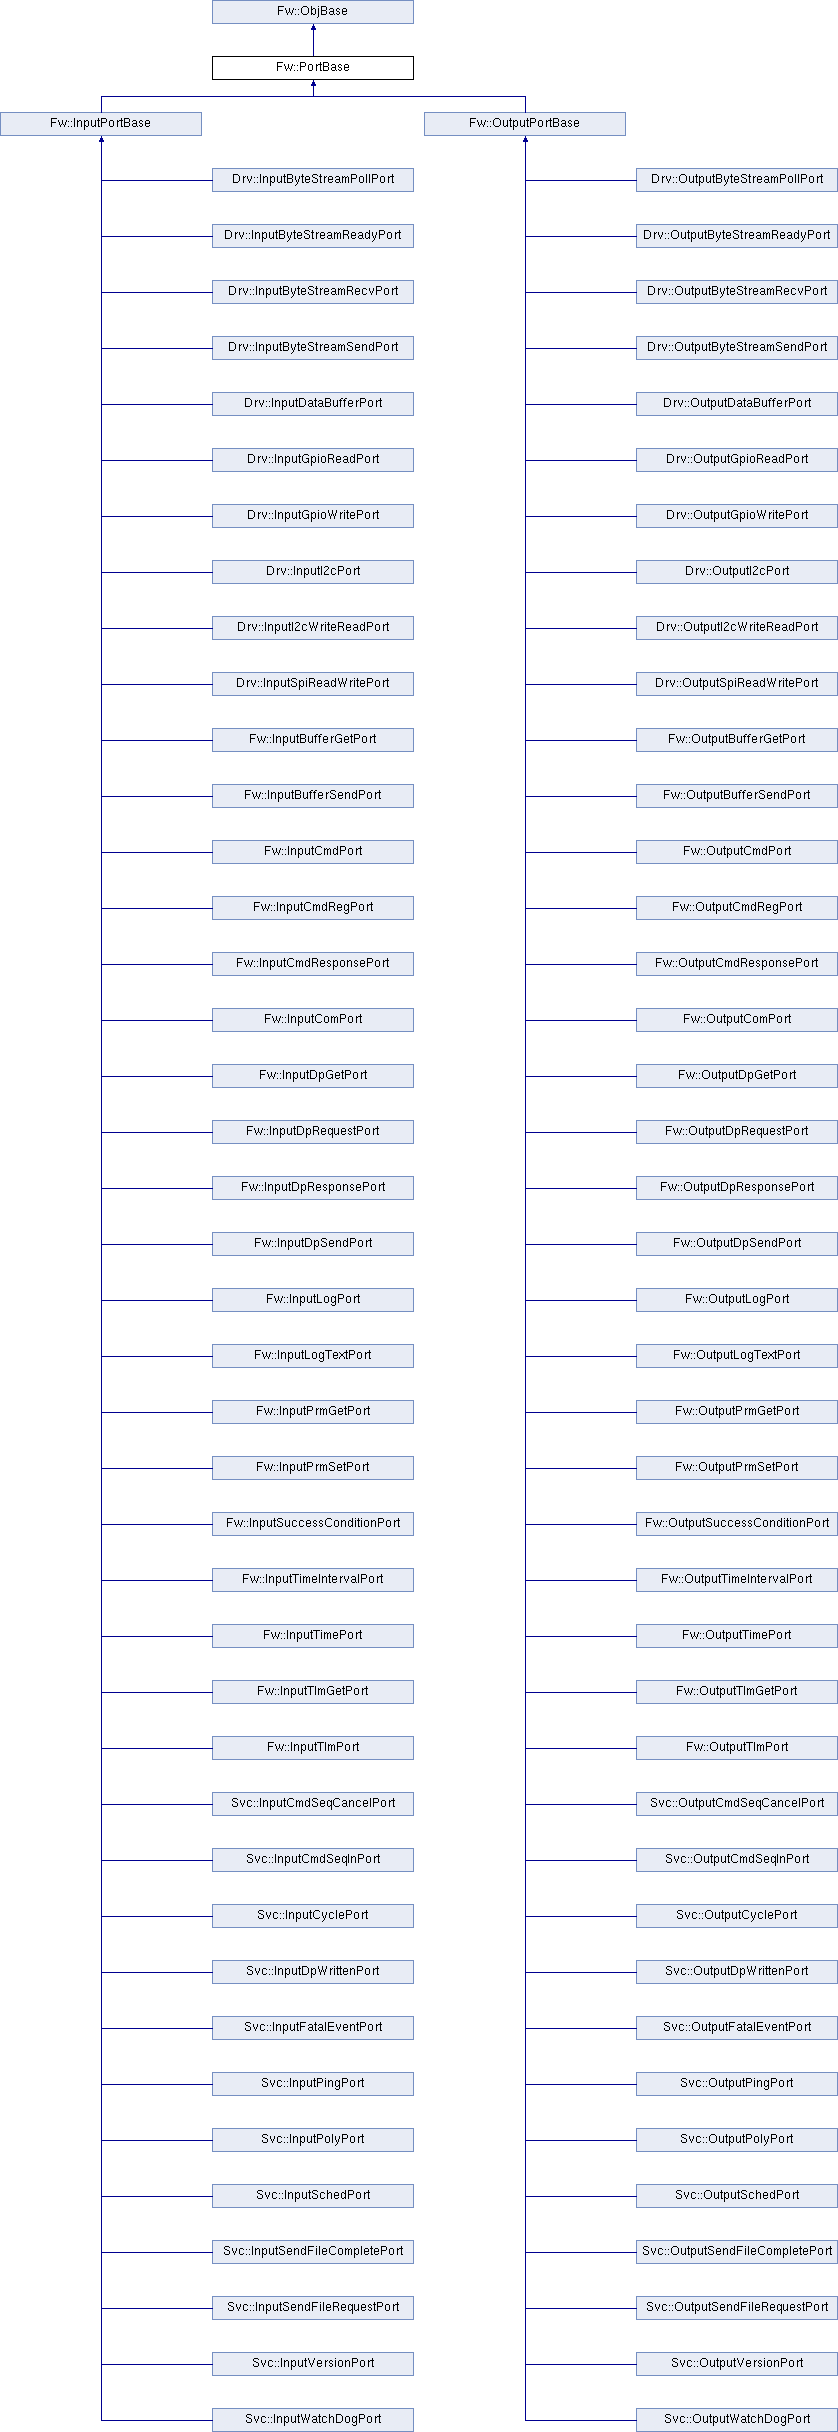 Fw::ObjBase
Fw::PortBase
Fw::InputPortBase
Fw::OutputPortBase
Drv::InputByteStreamPollPort
Drv::OutputByteStreamPollPort
Drv::InputByteStreamReadyPort
Drv::OutputByteStreamReadyPort
Drv::InputByteStreamRecvPort
Drv::OutputByteStreamRecvPort
Drv::InputByteStreamSendPort
Drv::OutputByteStreamSendPort
Drv::InputDataBufferPort
Drv::OutputDataBufferPort
Drv::InputGpioReadPort
Drv::OutputGpioReadPort
Drv::InputGpioWritePort
Drv::OutputGpioWritePort
Drv::InputI2cPort
Drv::OutputI2cPort
Drv::InputI2cWriteReadPort
Drv::OutputI2cWriteReadPort
Drv::InputSpiReadWritePort
Drv::OutputSpiReadWritePort
Fw::InputBufferGetPort
Fw::OutputBufferGetPort
Fw::InputBufferSendPort
Fw::OutputBufferSendPort
Fw::InputCmdPort
Fw::OutputCmdPort
Fw::InputCmdRegPort
Fw::OutputCmdRegPort
Fw::InputCmdResponsePort
Fw::OutputCmdResponsePort
Fw::InputComPort
Fw::OutputComPort
Fw::InputDpGetPort
Fw::OutputDpGetPort
Fw::InputDpRequestPort
Fw::OutputDpRequestPort
Fw::InputDpResponsePort
Fw::OutputDpResponsePort
Fw::InputDpSendPort
Fw::OutputDpSendPort
Fw::InputLogPort
Fw::OutputLogPort
Fw::InputLogTextPort
Fw::OutputLogTextPort
Fw::InputPrmGetPort
Fw::OutputPrmGetPort
Fw::InputPrmSetPort
Fw::OutputPrmSetPort
Fw::InputSuccessConditionPort
Fw::OutputSuccessConditionPort
Fw::InputTimeIntervalPort
Fw::OutputTimeIntervalPort
Fw::InputTimePort
Fw::OutputTimePort
Fw::InputTlmGetPort
Fw::OutputTlmGetPort
Fw::InputTlmPort
Fw::OutputTlmPort
Svc::InputCmdSeqCancelPort
Svc::OutputCmdSeqCancelPort
Svc::InputCmdSeqInPort
Svc::OutputCmdSeqInPort
Svc::InputCyclePort
Svc::OutputCyclePort
Svc::InputDpWrittenPort
Svc::OutputDpWrittenPort
Svc::InputFatalEventPort
Svc::OutputFatalEventPort
Svc::InputPingPort
Svc::OutputPingPort
Svc::InputPolyPort
Svc::OutputPolyPort
Svc::InputSchedPort
Svc::OutputSchedPort
Svc::InputSendFileCompletePort
Svc::OutputSendFileCompletePort
Svc::InputSendFileRequestPort
Svc::OutputSendFileRequestPort
Svc::InputVersionPort
Svc::OutputVersionPort
Svc::InputWatchDogPort
Svc::OutputWatchDogPort